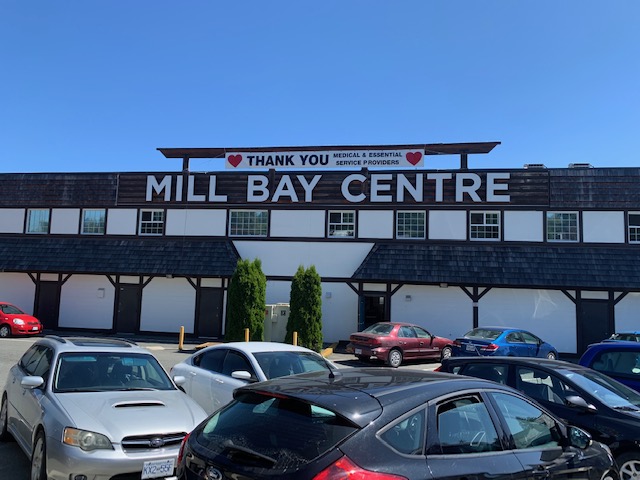 THANK YOU
MEDICAL & ESSENTIAL
SERVICE PROVIDERS
MILL BAY CENTRE